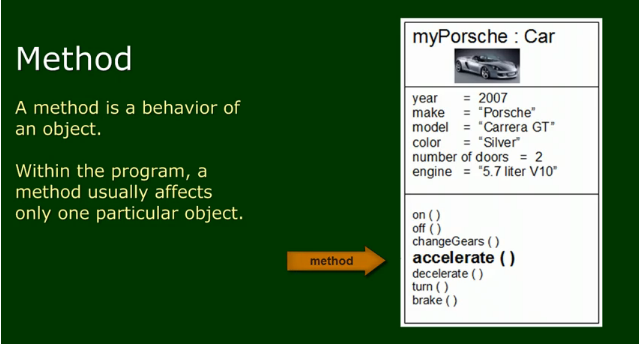 Method
A method is a behavior of
an object.
Within the program, a
method usually affects
only one particular object.
method
myPorsche : Car
year = 2007
make = “Porsche”
model = “Carrera GT”
color = “Silver”
number of doors = 2
engine = “5.7 liter V10”
on ( )
off ( )
changeGears ( )
accelerate ( )
decelerate ( )
turn ( )
brake ( )